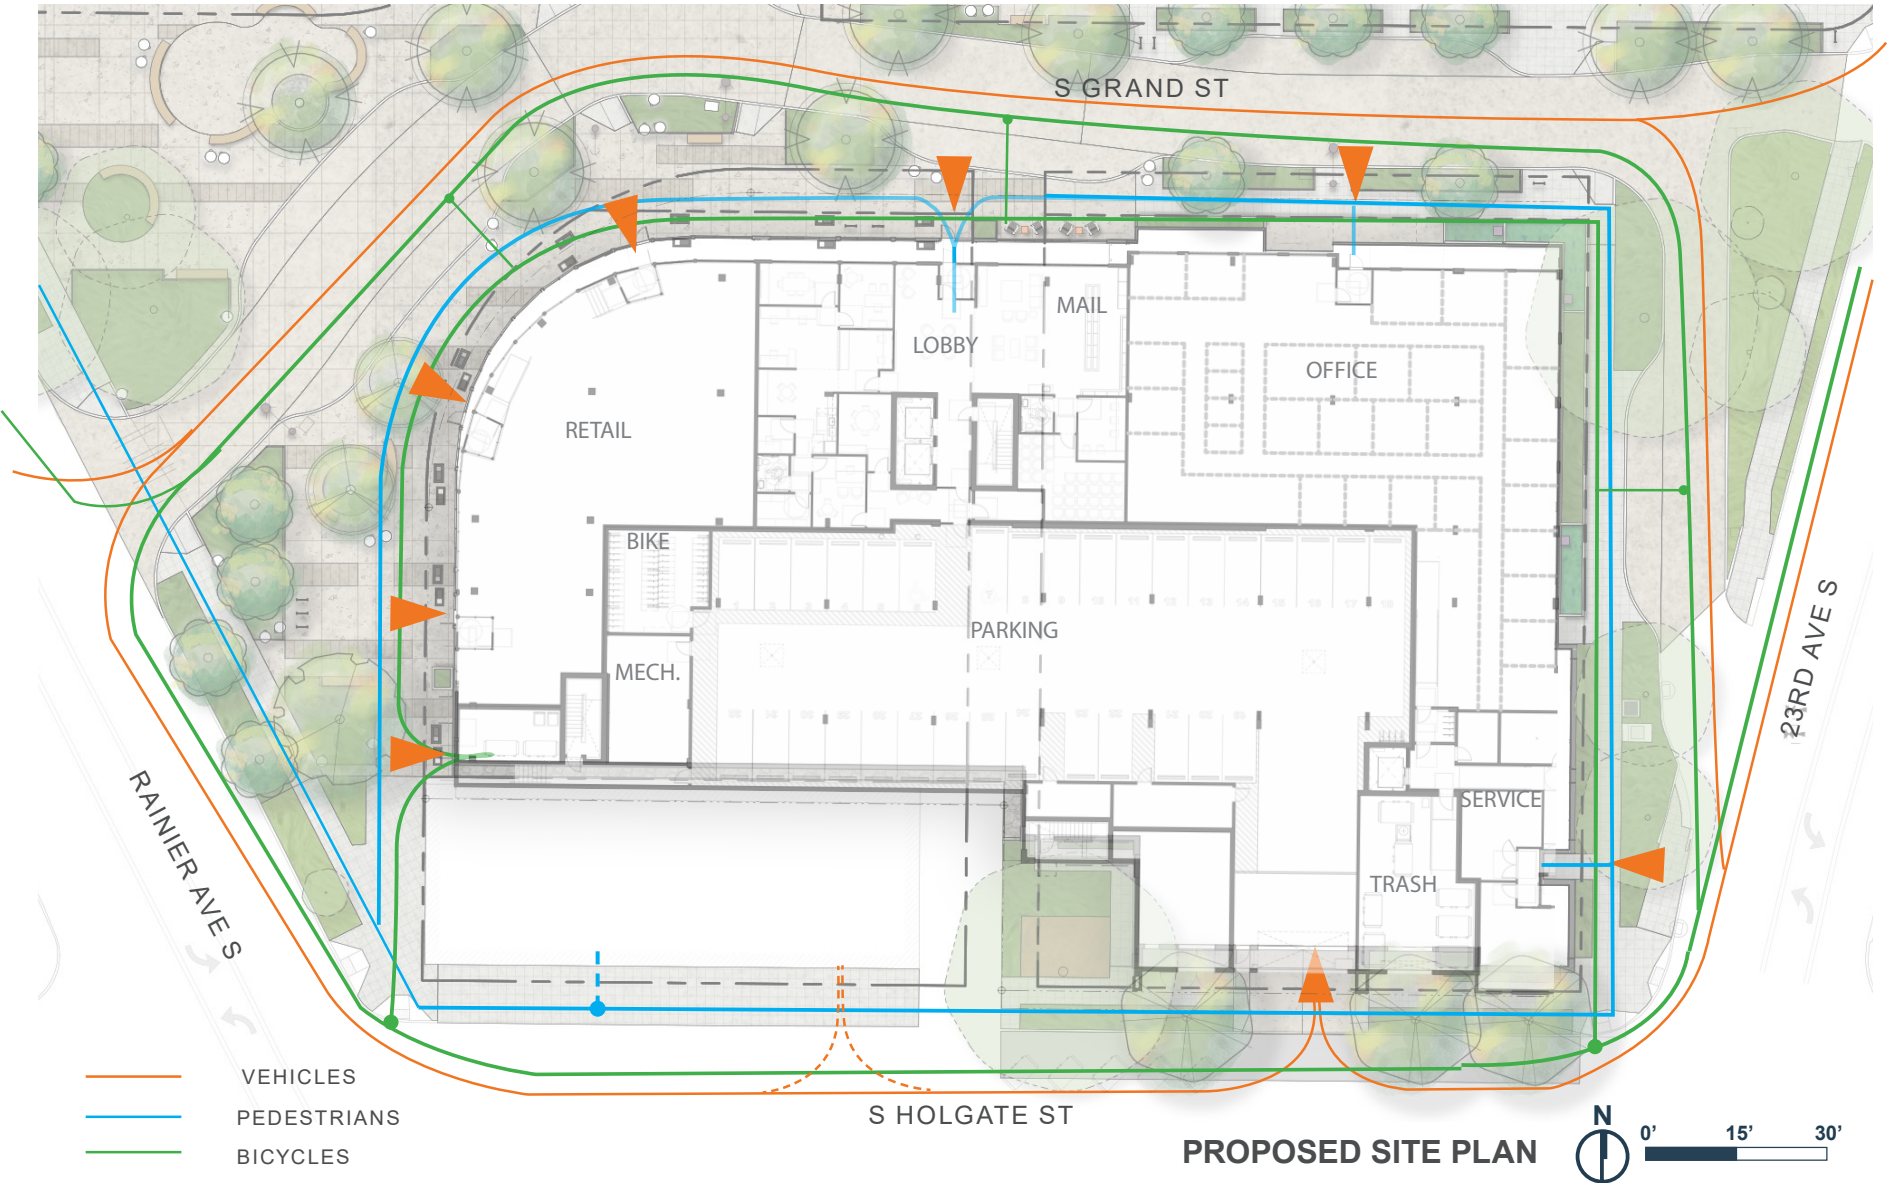 S GRAND ST
MAIL
LOBBY
OFFICE
RETAIL
BIKE
PARKING
MECH.
23RD AVE S
SERVICE
RAINIER AVE S
TRASH
VEHICLES
PEDESTRIANS
BICYCLES
S HOLGATE ST
PROPOSED SITE PLAN
N
0' 15' 30'